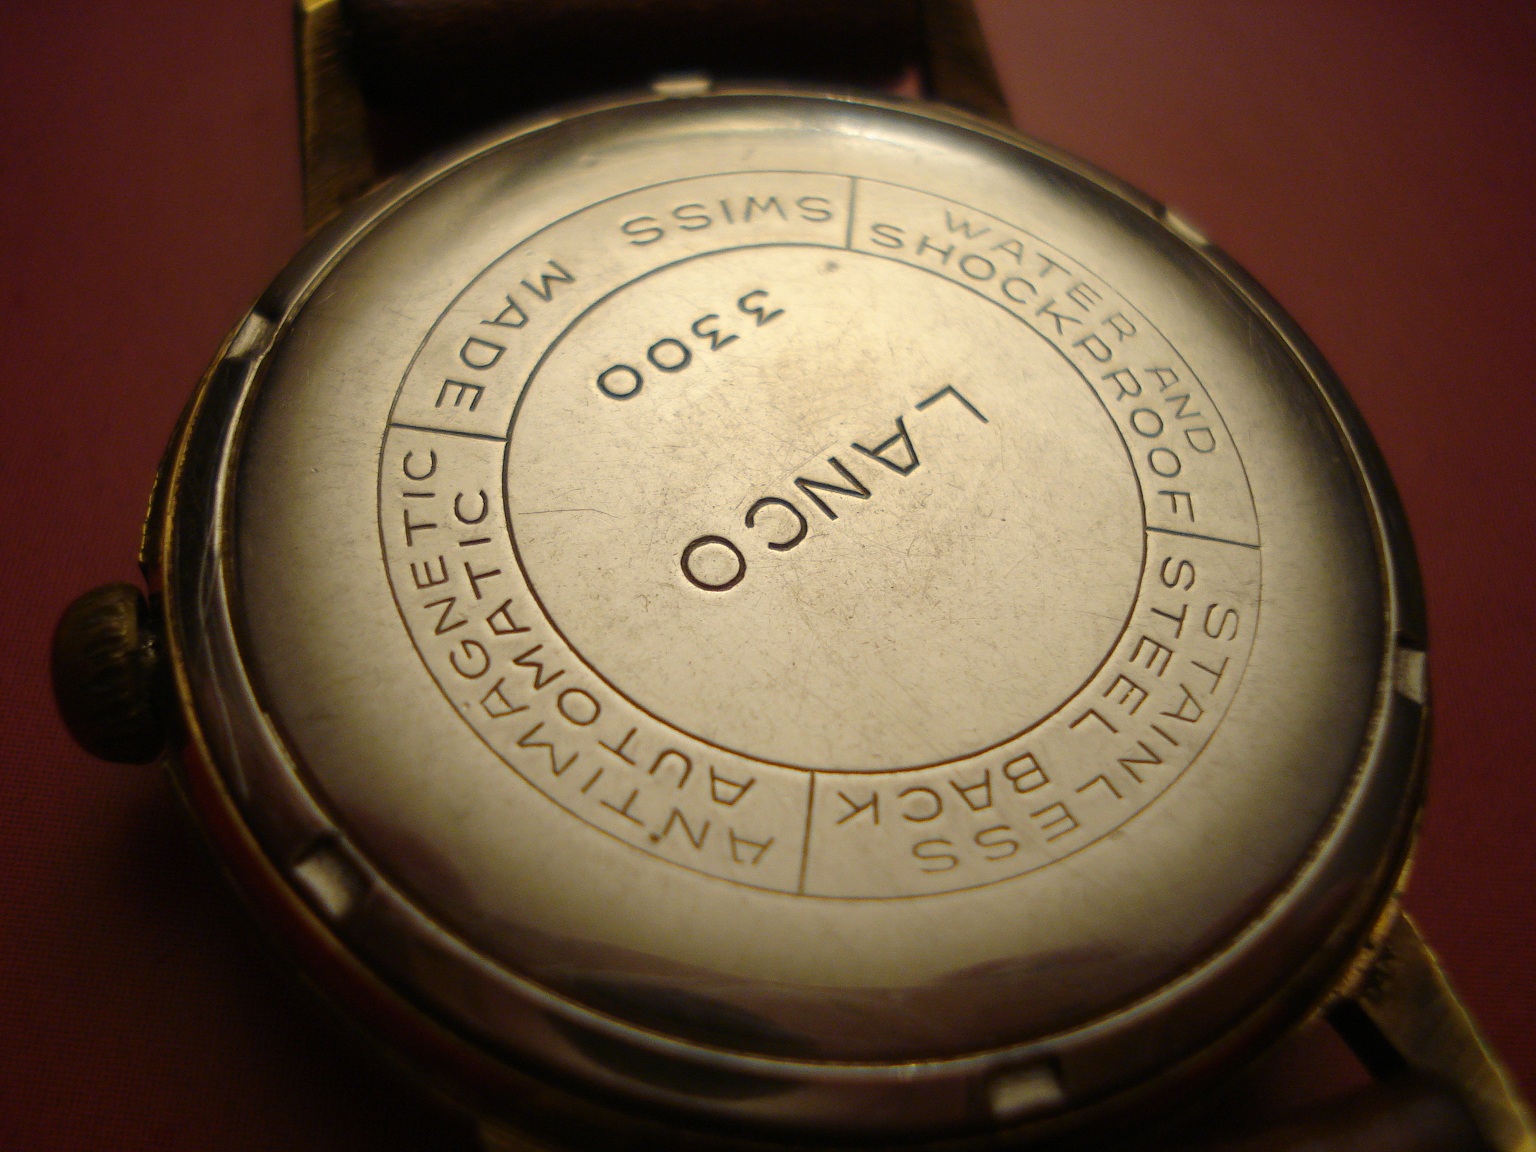 LANCO
3300
SWISS MADE
WATER AND
SHOCKPROOF
STAINLESS
STEEL BACK
ANTIMAGNETIC
AUTOMATIC